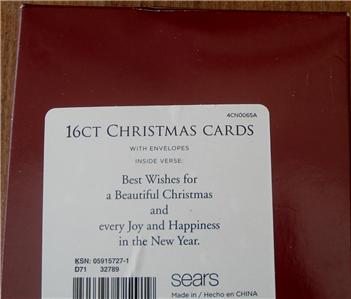 4CN0065A
16CT CHRISTMAS CARDS
WITH ENVELOPES
INSIDE VERSE:
Best Wishes for
a Beautiful Christmas
and
every Joy and Happiness
in the New Year.
KSN: 05915727-1
D71 32789
sears
Made in / Hecho en CHINA